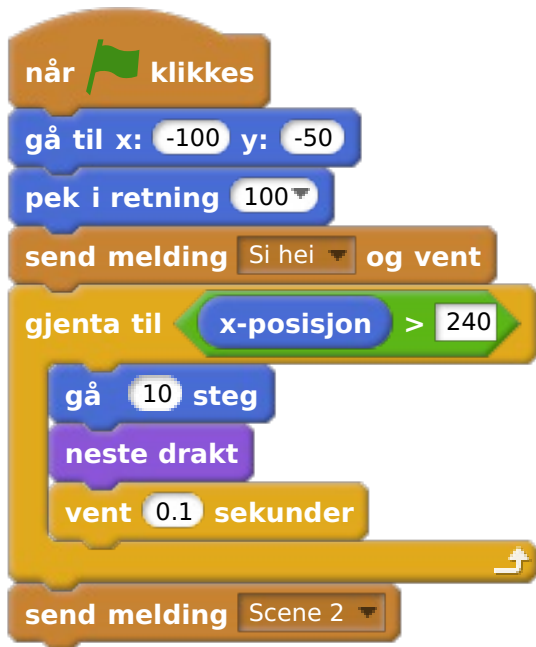 når klikkes
gå til x: -100 y: -50
pek i retning 100
send melding Si hei og vent
gjenta til x-posisjon > 240
gå 10 steg
neste drakt
vent 0.1 sekunder
send melding Scene 2